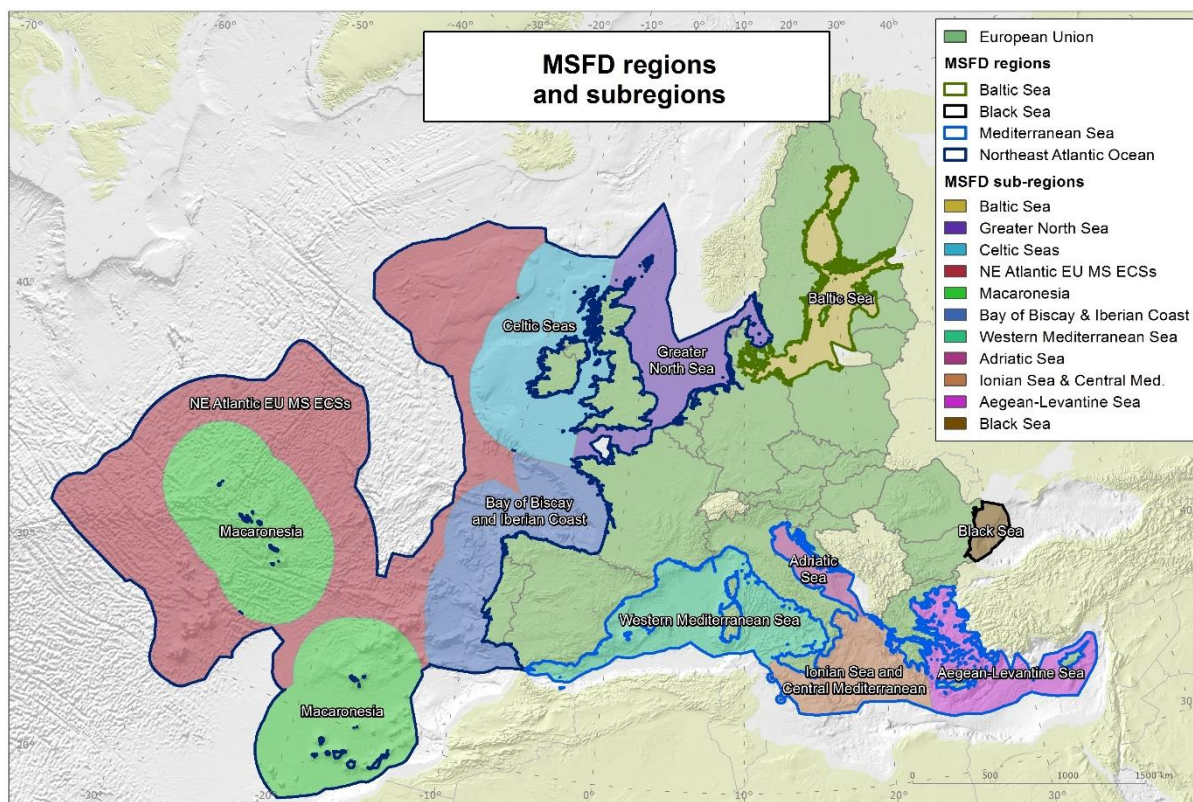 -70°
-60°
-50°
-40°
-30°
-20°
-10°
0°
10°
20°
30°
40°
MSFD regions
and subregions
European Union
MSFD regions
Baltic Sea
Black Sea
Mediterranean Sea
Northeast Atlantic Ocean
MSFD sub-regions
Baltic Sea
Greater North Sea
Celtic Seas
NE Atlantic EU MS ECSs
Macaronesia
Bay of Biscay & Iberian Coast
Western Mediterranean Sea
Adriatic Sea
Ionian Sea & Central Med.
Aegean-Levantine Sea
Black Sea
40°
Baltic Sea
Celtic Seas
Greater
North Sea
NE Atlantic EU MS ECSs
Bay of Biscay
and Iberian Coast
Macaronesia
30°
Black Sea
Adriatic
Sea
Western Mediterranean Sea
Ionian Sea and
Central Mediterranean
Aegean-Levantine Sea
Macaronesia
30°
20°
0
500
1000
1500 km
-30°
-20°
-10°
0°
10°
20°
30°